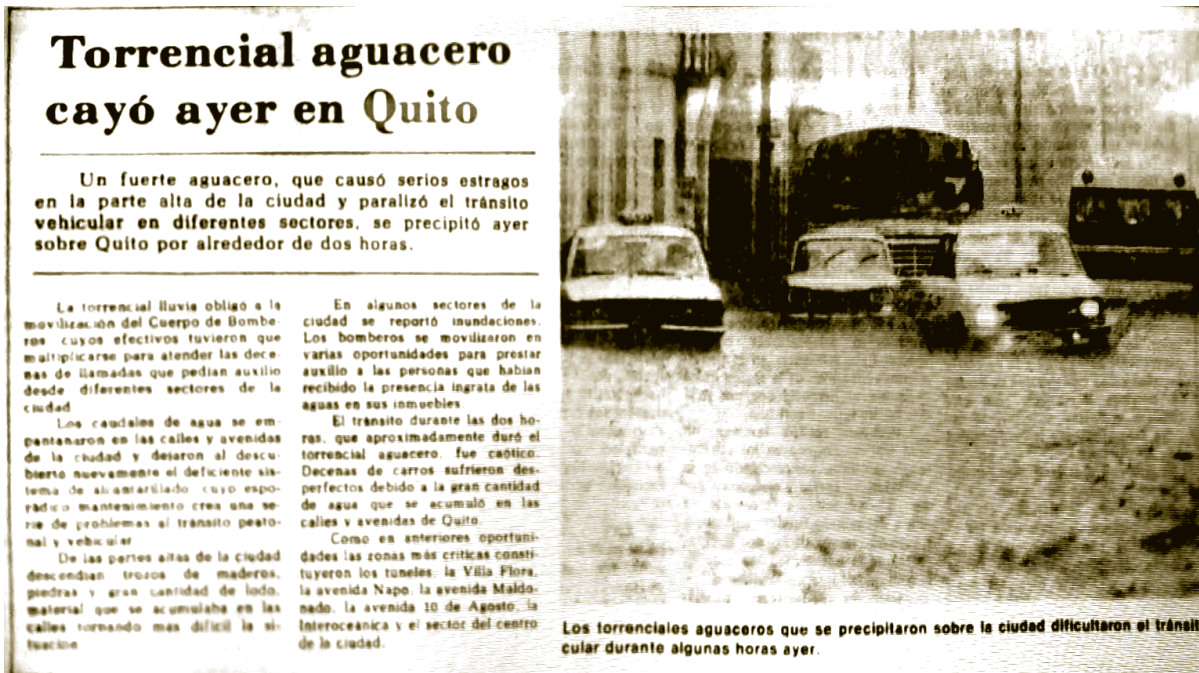 Torrencial aguacero
cayó ayer en Quito
Un fuerte aguacero, que causó serios estragos
en la parte alta de la ciudad y paralizó el tránsito
vehicular en diferentes sectores, se precipitó ayer
sobre Quito por alrededor de dos horas.
La torrencial lluvia obligó a la
movilización del Cuerpo de Bombe-
ros cuyos efectivos tuvieron que
multiplicarse para atender las dece-
nas de llamadas que pedían auxilio
desde diferentes sectores de la
ciudad
Los caudales de agua se em-
pantanaron en las calles y avenidas
de la ciudad y dejaron al descu-
bierto nuevamente el deficiente sis-
tema de alcantarillado cuyo espo-
rádico mantenimiento crea una se-
rie de problemas al tránsito peato-
nal y vehicular
De las partes altas de la ciudad
descendían trozos de maderos,
piedras y gran cantidad de lodo,
material que se acumulaba en las
calles tornando más difícil la si-
tuación
En algunos sectores de la
ciudad se reportó inundaciones.
Los bomberos se movilizaron en
varias oportunidades para prestar
auxilio a las personas que habían
recibido la presencia ingrata de las
aguas en sus inmuebles.
El tránsito durante las dos ho-
ras, que aproximadamente duró el
torrencial aguacero, fue caótico.
Decenas de carros sufrieron des-
perfectos debido a la gran cantidad
de agua que se acumuló en las
calles y avenidas de Quito.
Como en anteriores oportuni-
dades las zonas más críticas consti-
tuyeron los túneles, la Villa Flora,
la avenida Napo, la avenida Maldo-
nado, la avenida 10 de Agosto, la
Interoceánica y el sector del centro
de la ciudad.
Los torrenciales aguaceros que se precipitaron sobre la ciudad dificultaron el tránsit
cular durante algunas horas ayer.